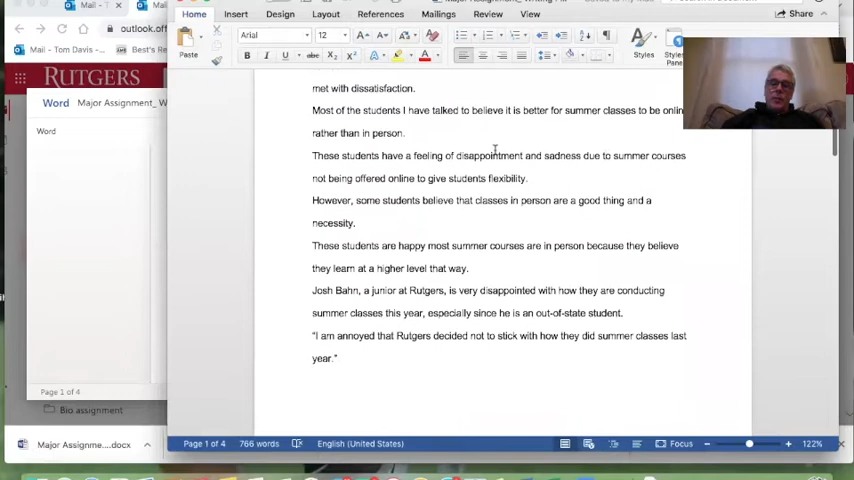 outlook.off
Home Insert Design Layout References Mailings Review View Share
Mail - Tom Davis - Best's Re
Paste Arial 12 Styles Styles Pane
RUTGERS
Word Major Assignment_ W
Word
met with dissatisfaction.
Most of the students I have talked to believe it is better for summer classes to be onlin
rather than in person.
These students have a feeling of disappointment and sadness due to summer courses
not being offered online to give students flexibility.
However, some students believe that classes in person are a good thing and a
necessity.
These students are happy most summer courses are in person because they believe
they learn at a higher level that way.
Josh Bahn, a junior at Rutgers, is very disappointed with how they are conducting
summer classes this year, especially since he is an out-of-state student.
“I am annoyed that Rutgers decided not to stick with how they did summer classes last
year.”
Page 1 of 4
Bio assignment
Major Assignme....docx
Page 1 of 4 766 words English (United States) Focus 122%